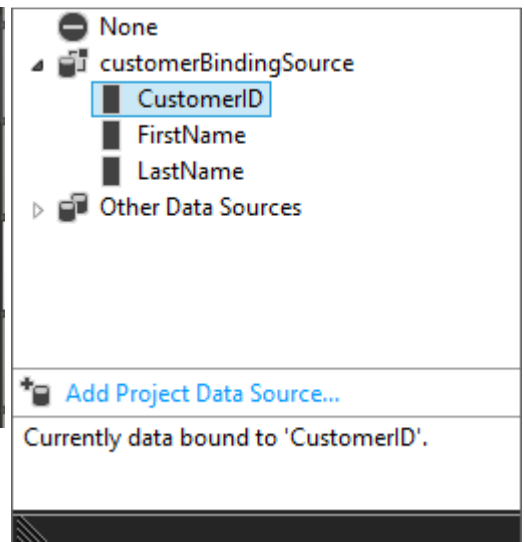 None
customerBindingSource
CustomerID
FirstName
LastName
Other Data Sources
Add Project Data Source...
Currently data bound to 'CustomerID'.